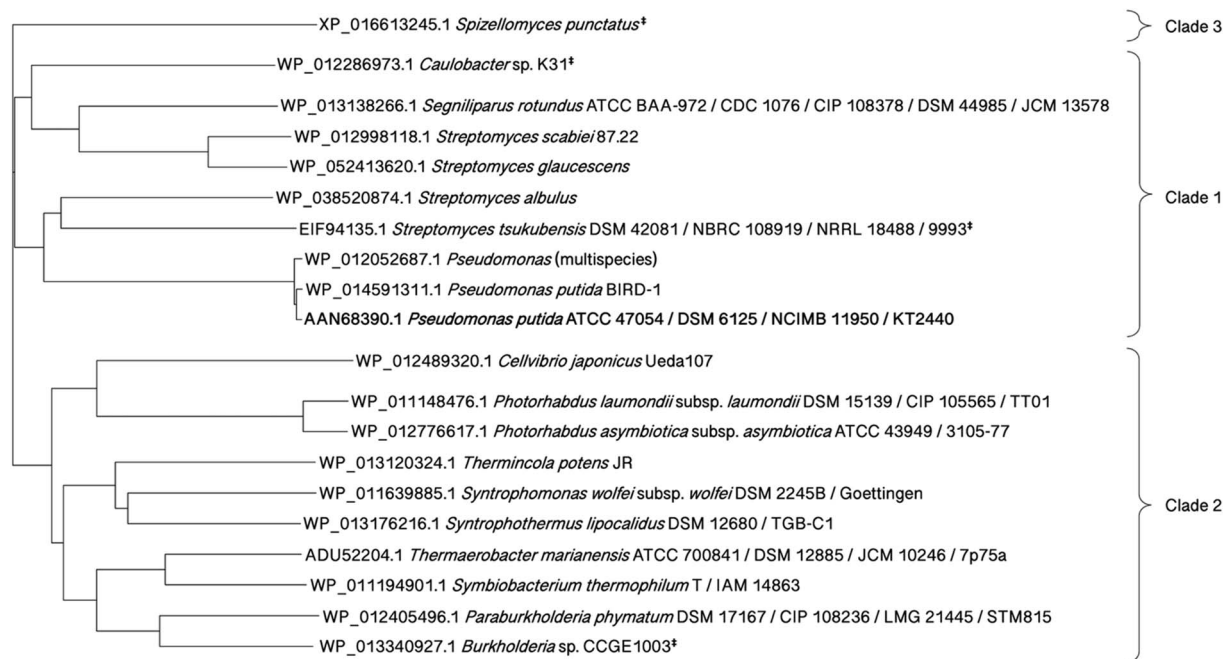 XP_016613245.1 Spizellomyces punctatus‡
Clade 3
WP_012286973.1 Caulobacter sp. K31‡
WP_013138266.1 Segniliparus rotundus ATCC BAA-972 / CDC 1076 / CIP 108378 / DSM 44985 / JCM 13578
WP_012998118.1 Streptomyces scabiei 87.22
WP_052413620.1 Streptomyces glaucescens
WP_038520874.1 Streptomyces albulus
Clade 1
EIF94135.1 Streptomyces tsukubensis DSM 42081 / NBRC 108919 / NRRL 18488 / 9993‡
WP_012052687.1 Pseudomonas (multispecies)
WP_014591311.1 Pseudomonas putida BIRD-1
AAN68390.1 Pseudomonas putida ATCC 47054 / DSM 6125 / NCIMB 11950 / KT2440
WP_012489320.1 Cellvibrio japonicus Ueda107
WP_011148476.1 Photorhabdus laumondii subsp. laumondii DSM 15139 / CIP 105565 / TT01
WP_012776617.1 Photorhabdus asymbiotica subsp. asymbiotica ATCC 43949 / 3105-77
WP_013120324.1 Thermincola potens JR
WP_011639885.1 Syntrophomonas wolfei subsp. wolfei DSM 2245B / Goettingen
Clade 2
WP_013176216.1 Syntrophothermus lipocalidus DSM 12680 / TGB-C1
ADU52204.1 Thermaerobacter marianensis ATCC 700841 / DSM 12885 / JCM 10246 / 7p75a
WP_011194901.1 Symbiobacterium thermophilum T / IAM 14863
WP_012405496.1 Paraburkholderia phymatum DSM 17167 / CIP 108236 / LMG 21445 / STM815
WP_013340927.1 Burkholderia sp. CCGE1003‡